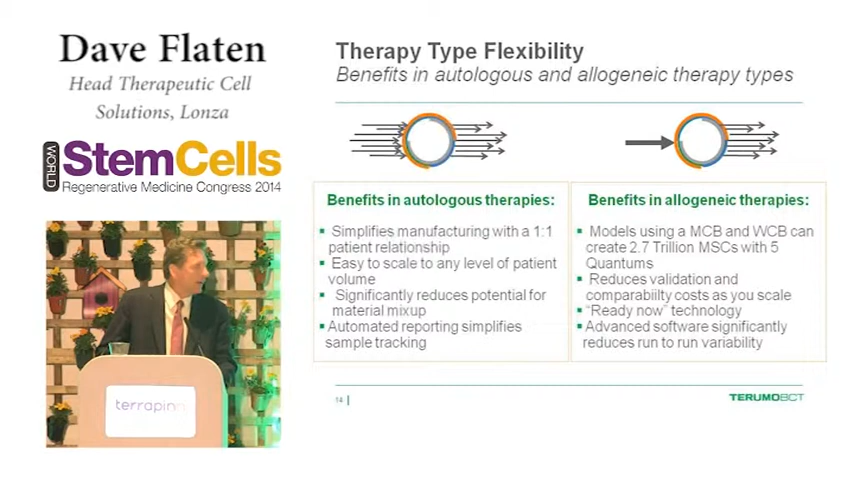 Dave Flaten
Head Therapeutic Cell
Solutions, Lonza
WORLD
StemCells
Regenerative Medicine Congress 2014
terrapinn
Therapy Type Flexibility
Benefits in autologous and allogeneic therapy types
Benefits in autologous therapies:
▪ Simplifies manufacturing with a 1:1
patient relationship
▪ Easy to scale to any level of patient
volume
▪ Significantly reduces potential for
material mixup
▪ Automated reporting simplifies
sample tracking
Benefits in allogeneic therapies:
▪ Models using a MCB and WCB can
create 2.7 Trillion MSCs with 5
Quantums
▪ Reduces validation and
comparabiilty costs as you scale
▪ "Ready now" technology
▪ Advanced software significantly
reduces run to run variability
14 |
TERUMOBCT